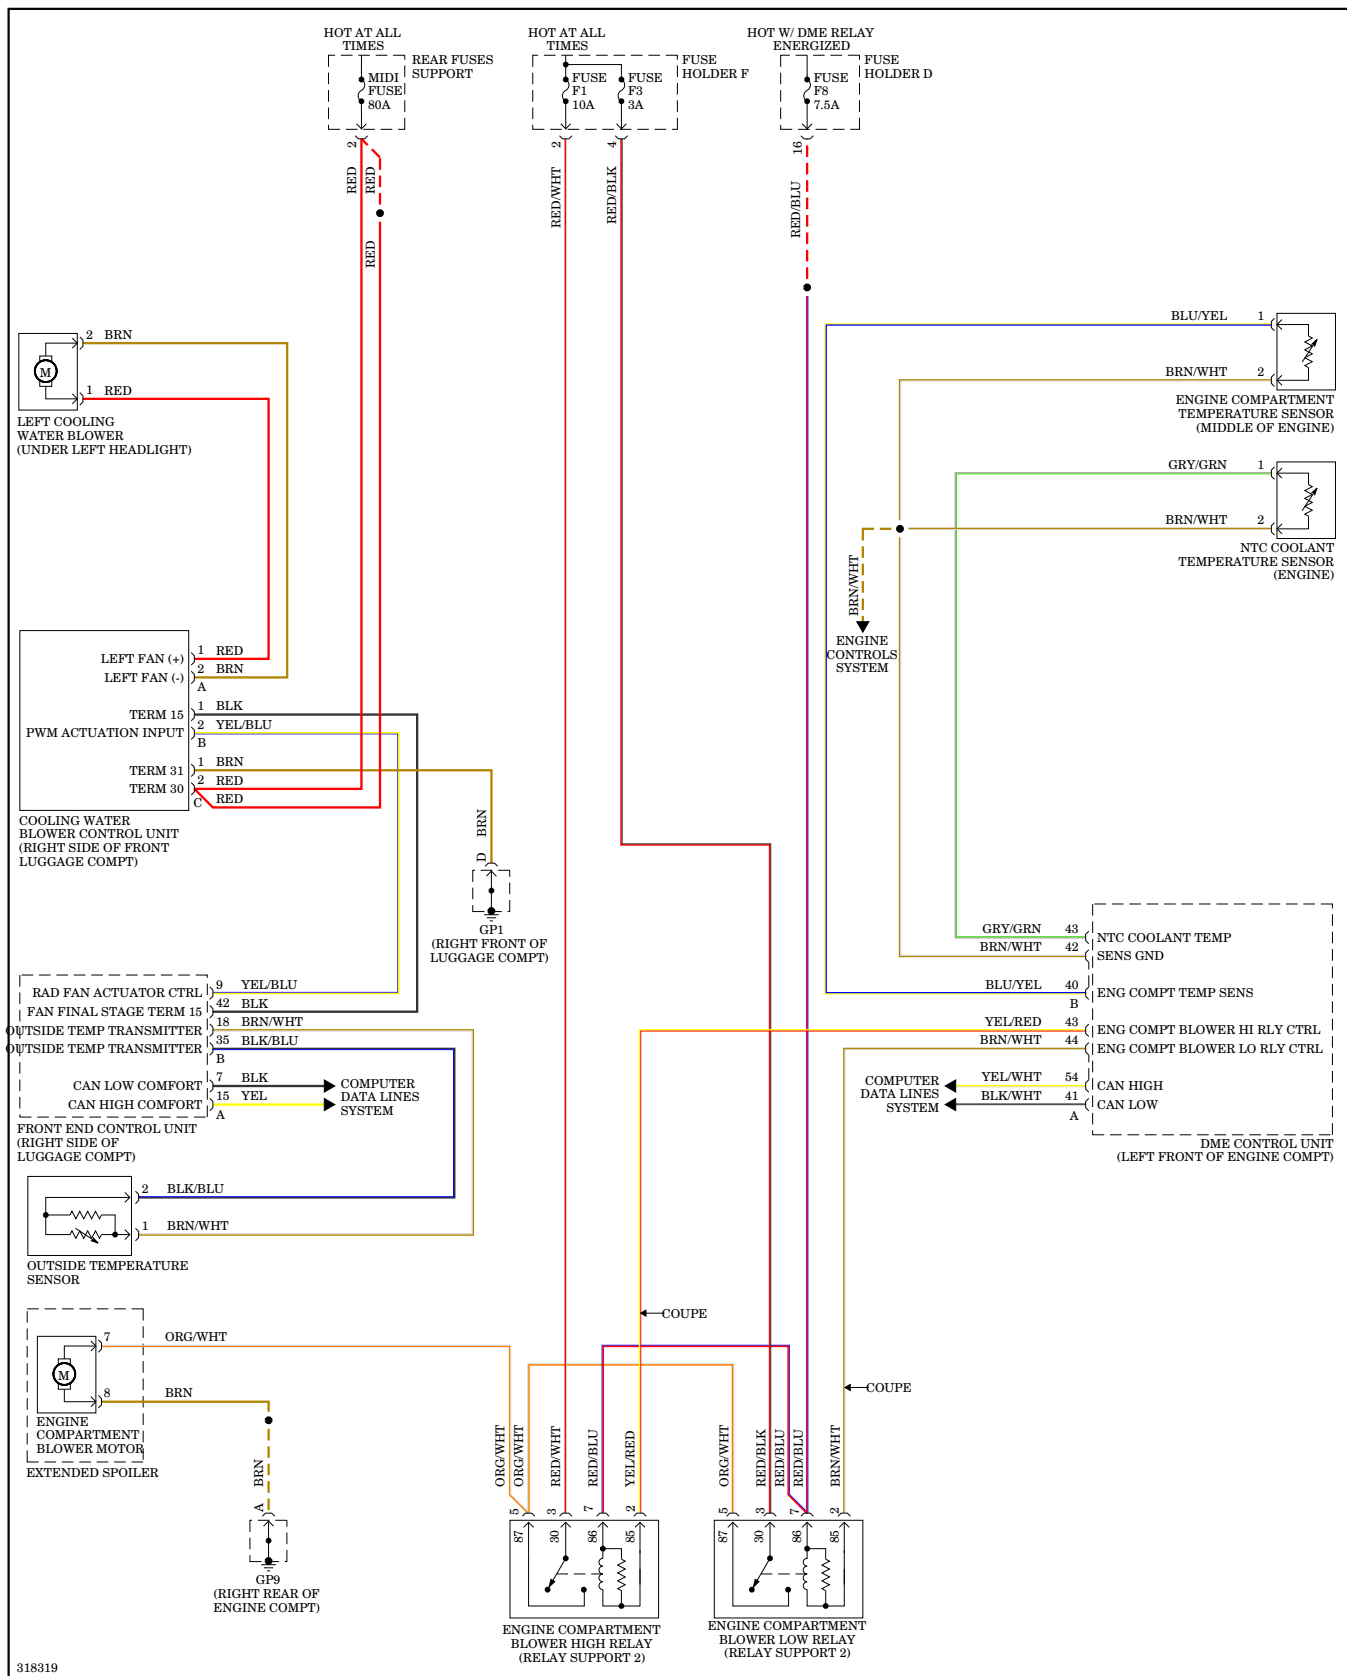 HOT AT ALL
TIMES
REAR FUSES
SUPPORT
MIDI
FUSE
80A
2
RED
RED
RED
HOT AT ALL
TIMES
FUSE
HOLDER F
FUSE
F1
10A
FUSE
F3
3A
2
4
RED/WHT
RED/BLK
HOT W/ DME RELAY
ENERGIZED
FUSE
HOLDER D
FUSE
F8
7.5A
16
RED/BLU
M
2 BRN
1 RED
LEFT COOLING
WATER BLOWER
(UNDER LEFT HEADLIGHT)
BLU/YEL 1
BRN/WHT 2
ENGINE COMPARTMENT
TEMPERATURE SENSOR
(MIDDLE OF ENGINE)
GRY/GRN 1
BRN/WHT 2
NTC COOLANT
TEMPERATURE SENSOR
(ENGINE)
BRN/WHT
ENGINE
CONTROLS
SYSTEM
LEFT FAN (+) 1 RED
LEFT FAN (-) 2 BRN
A
TERM 15 1 BLK
PWM ACTUATION INPUT 2 YEL/BLU
B
TERM 31 1 BRN
TERM 30 2 RED
C RED
COOLING WATER
BLOWER CONTROL UNIT
(RIGHT SIDE OF FRONT
LUGGAGE COMPT)
BRN
D
GP1
(RIGHT FRONT OF
LUGGAGE COMPT)
GRY/GRN 43 NTC COOLANT TEMP
BRN/WHT 42 SENS GND
BLU/YEL 40 ENG COMPT TEMP SENS
B
YEL/RED 43 ENG COMPT BLOWER HI RLY CTRL
BRN/WHT 44 ENG COMPT BLOWER LO RLY CTRL
YEL/WHT 54 CAN HIGH
BLK/WHT 41 CAN LOW
A
COMPUTER
DATA LINES
SYSTEM
DME CONTROL UNIT
(LEFT FRONT OF ENGINE COMPT)
RAD FAN ACTUATOR CTRL 9 YEL/BLU
FAN FINAL STAGE TERM 15 42 BLK
OUTSIDE TEMP TRANSMITTER 18 BRN/WHT
OUTSIDE TEMP TRANSMITTER 35 BLK/BLU
B
CAN LOW COMFORT 7 BLK
CAN HIGH COMFORT 15 YEL
A
COMPUTER
DATA LINES
SYSTEM
FRONT END CONTROL UNIT
(RIGHT SIDE OF
LUGGAGE COMPT)
2 BLK/BLU
1 BRN/WHT
OUTSIDE TEMPERATURE
SENSOR
M
7 ORG/WHT
8 BRN
ENGINE
COMPARTMENT
BLOWER MOTOR
EXTENDED SPOILER
BRN
A
GP9
(RIGHT REAR OF
ENGINE COMPT)
COUPE
COUPE
ORG/WHT
ORG/WHT
RED/WHT
RED/BLU
YEL/RED
5
3
7
2
87
30
86
85
ENGINE COMPARTMENT
BLOWER HIGH RELAY
(RELAY SUPPORT 2)
ORG/WHT
RED/BLK
RED/BLU
RED/BLU
BRN/WHT
5
3
7
2
87
30
86
85
ENGINE COMPARTMENT
BLOWER LOW RELAY
(RELAY SUPPORT 2)
318319